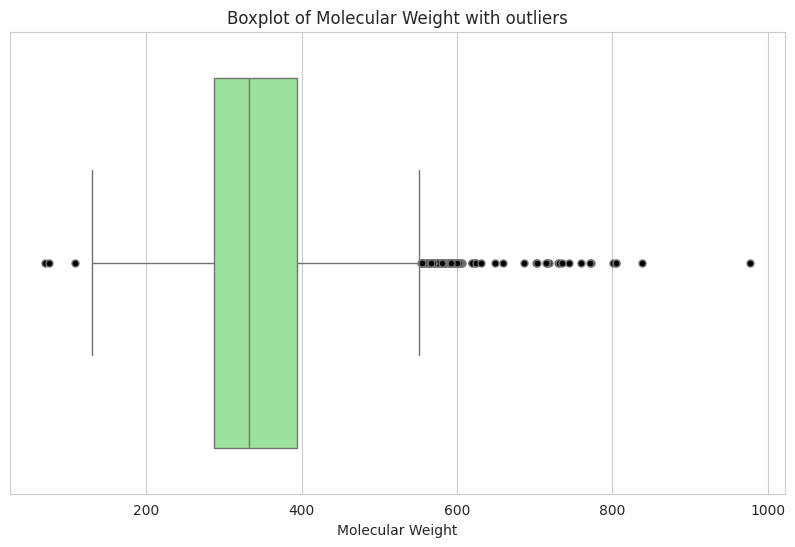 Boxplot of Molecular Weight with outliers
200 400 600 800 1000
Molecular Weight